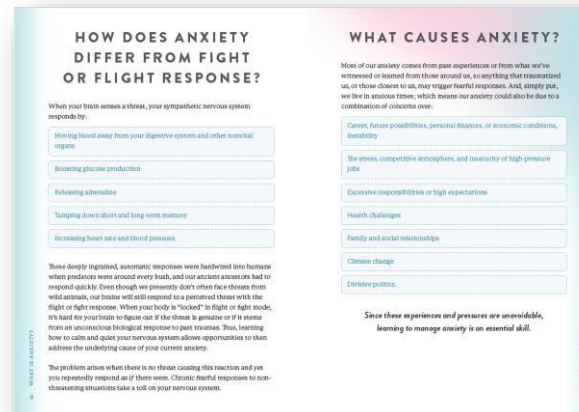 HOW DOES ANXIETY
DIFFER FROM FIGHT
OR FLIGHT RESPONSE?
When your brain senses a threat, your sympathetic nervous system
responds by:
Moving blood away from your digestive system and other nonvital
organs
Boosting glucose production
Releasing adrenaline
Tamping down short and long-term memory
Increasing heart rate and blood pressure.
These deeply ingrained, automatic responses were hardwired into humans
when predators were around every bush, and our ancient ancestors had to
respond quickly. Even though we presently don't often face threats from
wild animals, our brains will still respond to a perceived threat with the
flight or fight response. When your body is "locked" in flight or fight mode,
it's hard for your brain to figure out if the threat is genuine or if it stems
from an unconscious biological response to past traumas. Thus, learning
how to calm and quiet your nervous system allows opportunities to then
address the underlying cause of your current anxiety.
The problem arises when there is no threat causing this reaction and yet
you repeatedly respond as if there were. Chronic fearful responses to non-
threatening situations take a toll on your nervous system.
WHAT IS ANXIETY?
WHAT CAUSES ANXIETY?
Most of our anxiety comes from past experiences or from what we've
witnessed or learned from those around us, so anything that traumatized
us, or those closest to us, may trigger fearful responses. And, simply put,
we live in anxious times; which means our anxiety could also be due to a
combination of concerns over:
Career, future possibilities, personal finances, or economic conditions,
instability
The stress, competitive atmosphere, and insecurity of high-pressure
jobs
Excessive responsibilities or high expectations
Health challenges
Family and social relationships
Climate change
Divisive politics.
Since these experiences and pressures are unavoidable,
learning to manage anxiety is an essential skill.